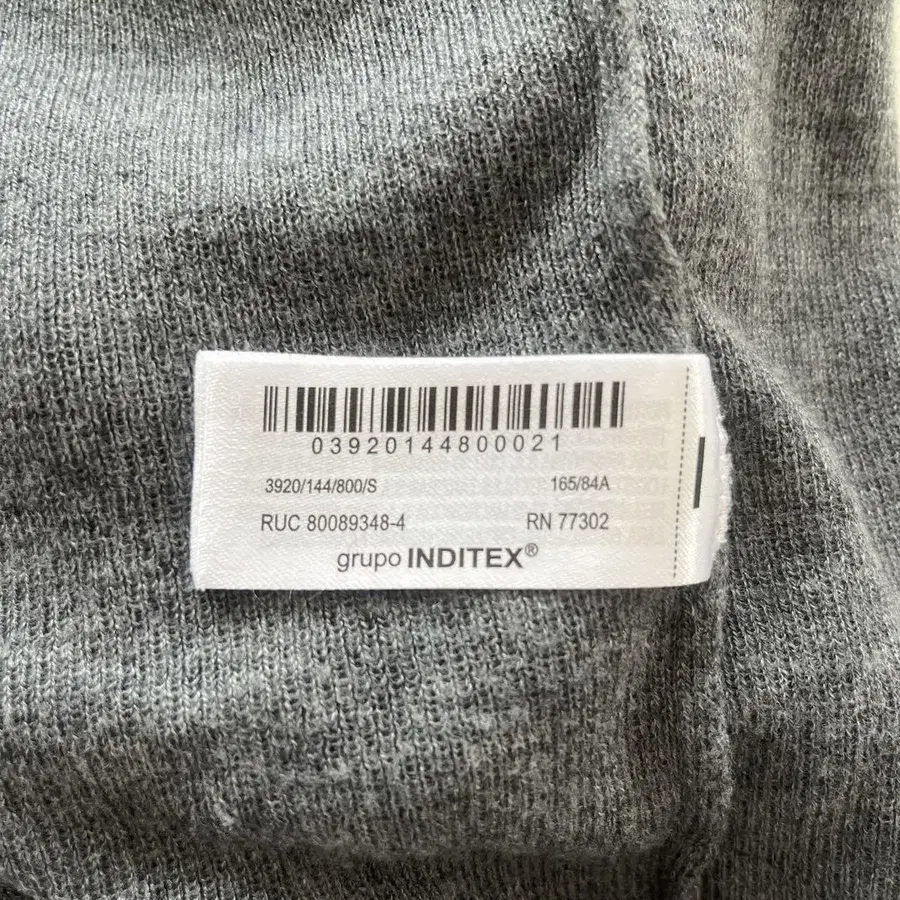 03920144800021
3920/144/800/S 165/84A
RUC 80089348-4 RN 77302
grupo INDITEX®